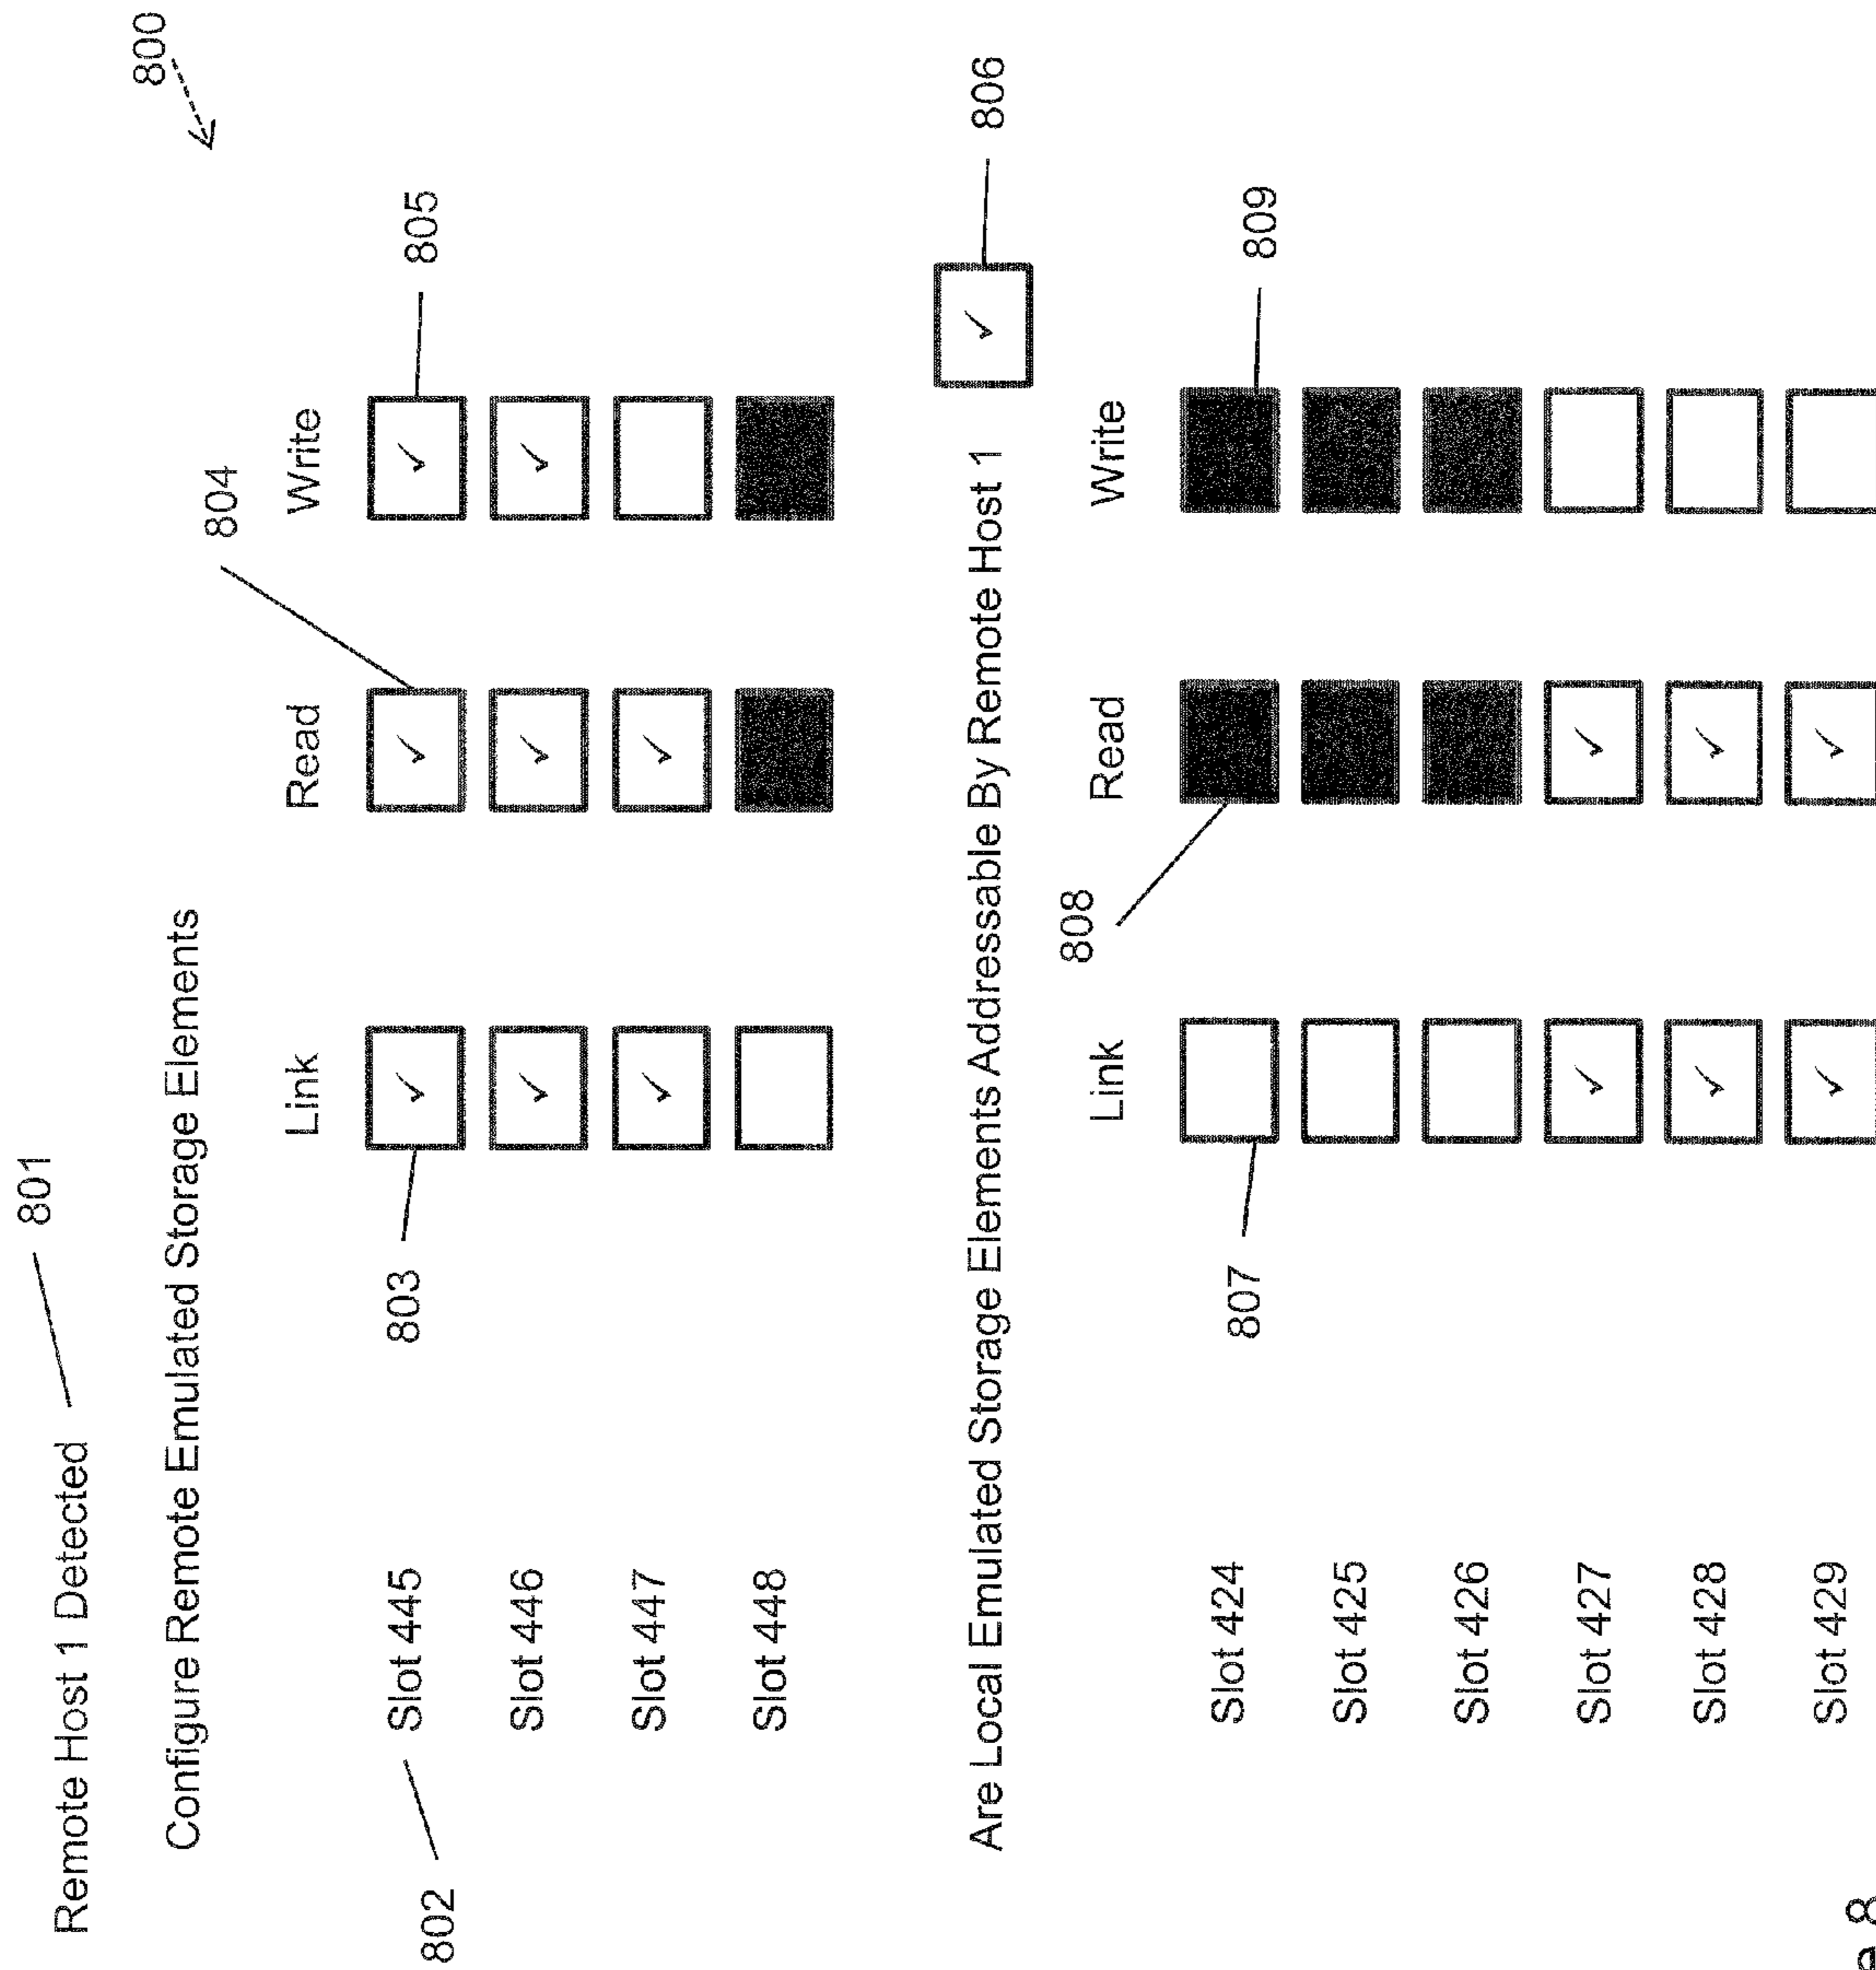 800
Remote Host 1 Detected 801
Configure Remote Emulated Storage Elements
804
Link Read Write
802 Slot 445 803 ✓ ✓ ✓ 805
Slot 446 ✓ ✓ ✓
Slot 447 ✓ ✓
Slot 448
Are Local Emulated Storage Elements Addressable By Remote Host 1 ✓ 806
808
Link Read Write
Slot 424 807 809
Slot 425
Slot 426
Slot 427 ✓ ✓
Slot 428 ✓ ✓
Slot 429 ✓ ✓
8